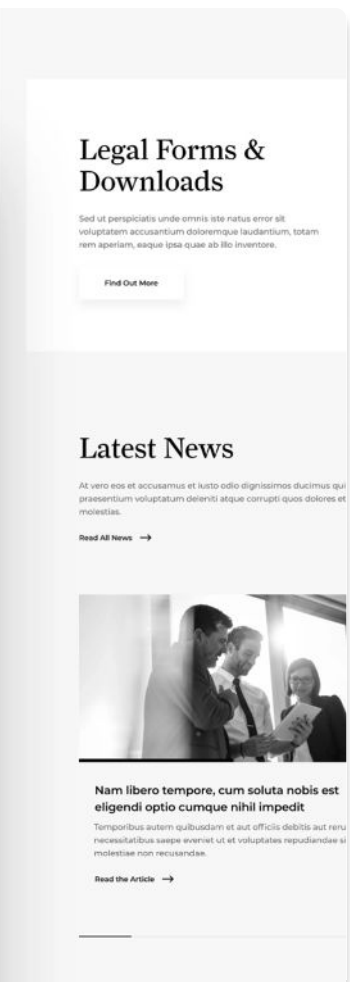 Legal Forms &
Downloads
Sed ut perspiciatis unde omnis iste natus error sit
voluptatem accusantium doloremque laudantium, totam
rem aperiam, eaque ipsa quae ab illo inventore.
Find Out More
Latest News
At vero eos et accusamus et iusto odio dignissimos ducimus qui
praesentium voluptatum deleniti atque corrupti quos dolores et
molestias.
Read All News
Nam libero tempore, cum soluta nobis est
eligendi optio cumque nihil impedit
Temporibus autem quibusdam et aut officiis debitis aut reru
necessitatibus saepe eveniet ut et voluptates repudiandae si
molestiae non recusandae.
Read the Article